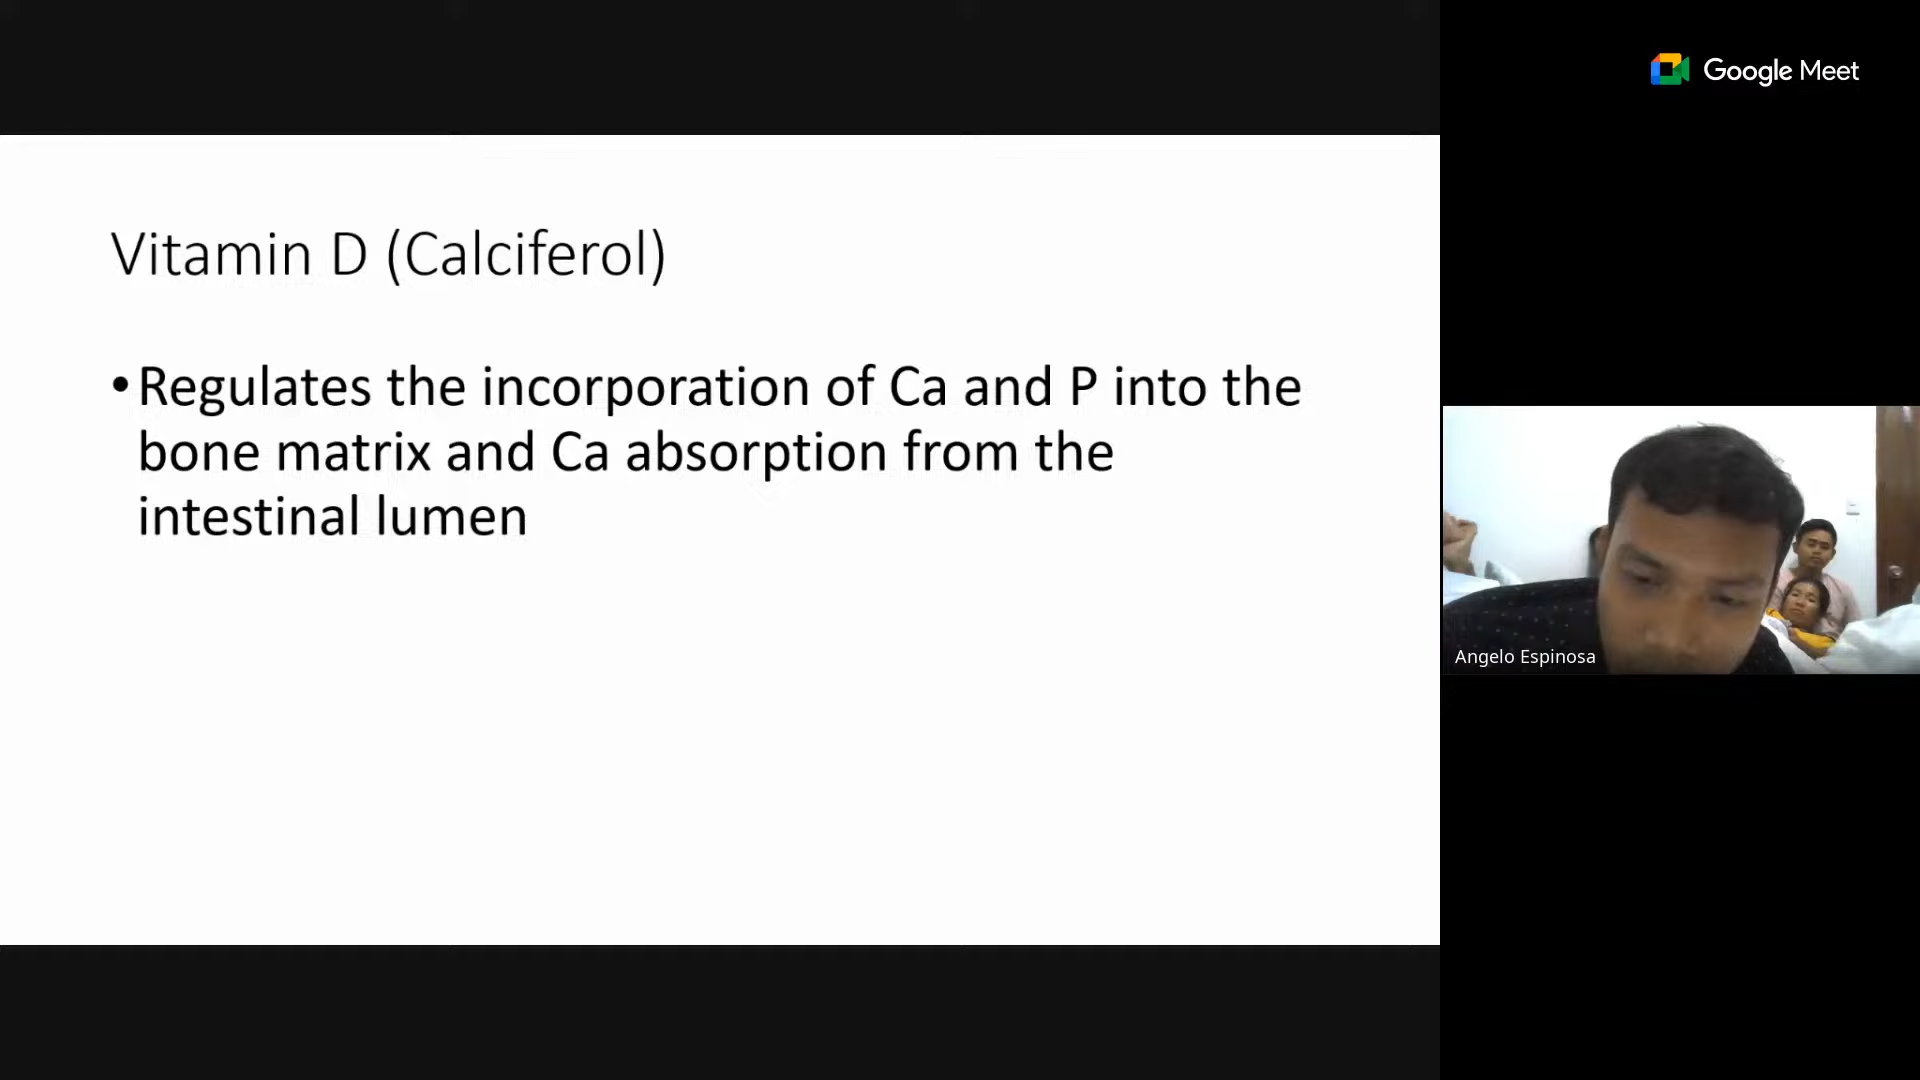 Google Meet
Vitamin D (Calciferol)
•Regulates the incorporation of Ca and P into the
bone matrix and Ca absorption from the
intestinal lumen
Angelo Espinosa